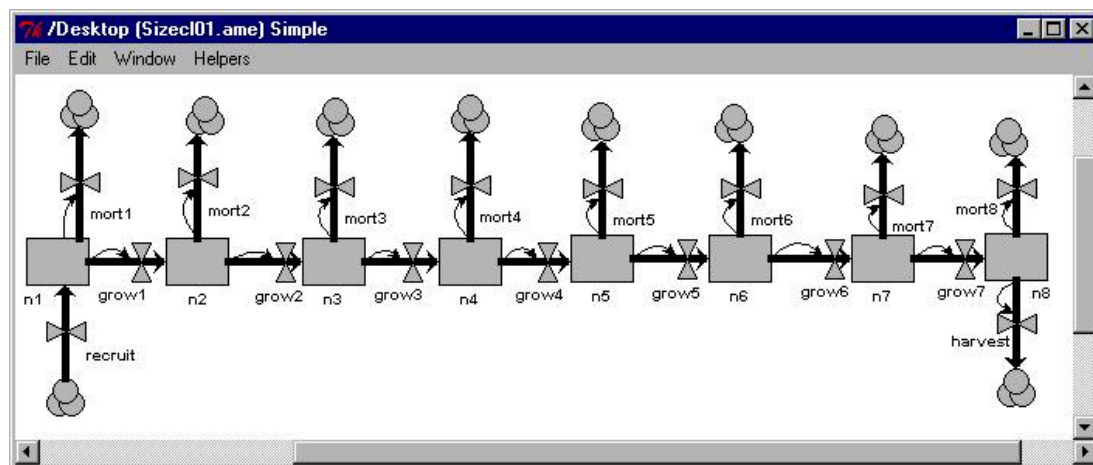 /Desktop (Sizecl01.ame) Simple
File Edit Window Helpers
mort1 mort2 mort3 mort4 mort5 mort6 mort7 mort8
n1 grow1 n2 grow2 n3 grow3 n4 grow4 n5 grow5 n6 grow6 n7 grow7 n8
recruit harvest